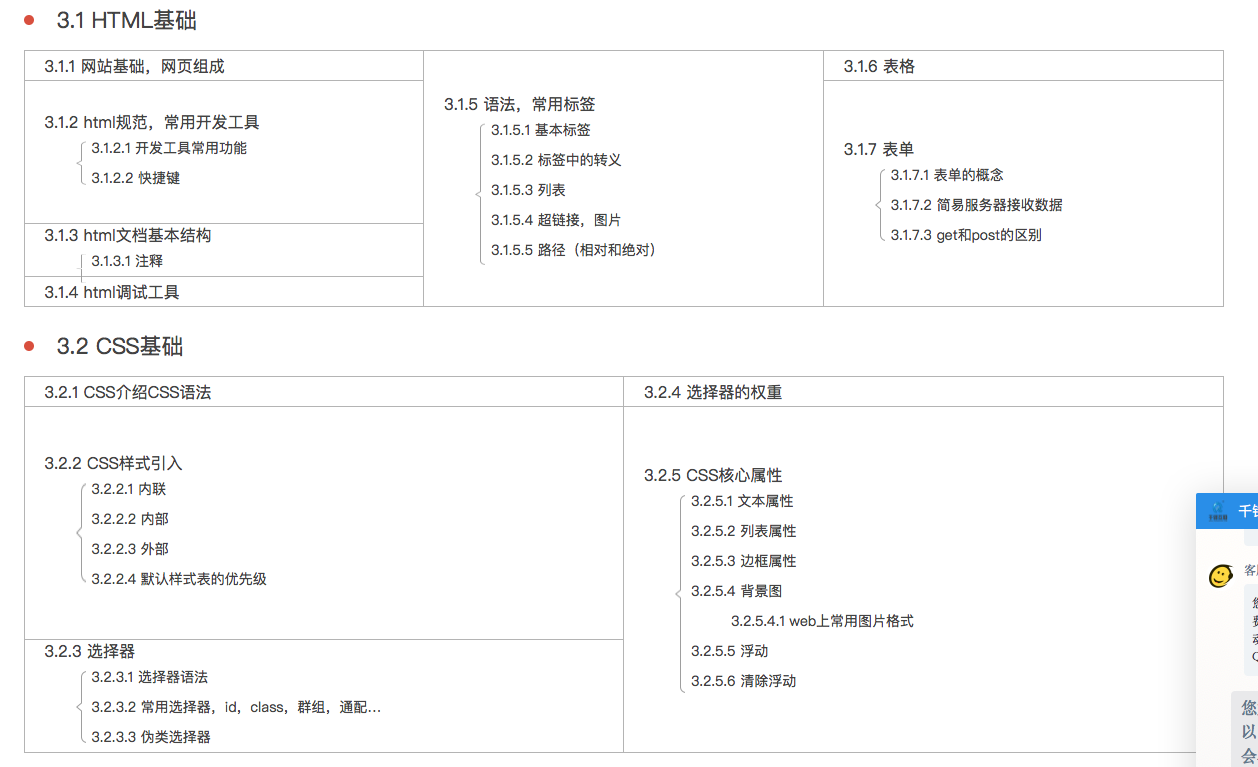 3.1 HTML基础
3.1.1 网站基础，网页组成
3.1.2 html规范，常用开发工具
3.1.2.1 开发工具常用功能
3.1.2.2 快捷键
3.1.3 html文档基本结构
3.1.3.1 注释
3.1.4 html调试工具
3.1.5 语法，常用标签
3.1.5.1 基本标签
3.1.5.2 标签中的转义
3.1.5.3 列表
3.1.5.4 超链接，图片
3.1.5.5 路径（相对和绝对）
3.1.6 表格
3.1.7 表单
3.1.7.1 表单的概念
3.1.7.2 简易服务器接收数据
3.1.7.3 get和post的区别
3.2 CSS基础
3.2.1 CSS介绍CSS语法
3.2.2 CSS样式引入
3.2.2.1 内联
3.2.2.2 内部
3.2.2.3 外部
3.2.2.4 默认样式表的优先级
3.2.3 选择器
3.2.3.1 选择器语法
3.2.3.2 常用选择器，id，class，群组，通配…
3.2.3.3 伪类选择器
3.2.4 选择器的权重
3.2.5 CSS核心属性
3.2.5.1 文本属性
3.2.5.2 列表属性
3.2.5.3 边框属性
3.2.5.4 背景图
3.2.5.4.1 web上常用图片格式
3.2.5.5 浮动
3.2.5.6 清除浮动
千
客
您
以
会